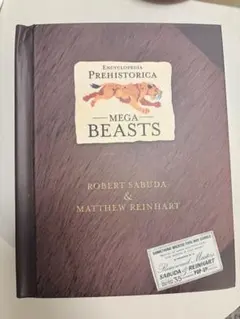 ENCYCLOPEDIA
PREHISTORICA
MEGA
BEASTS
ROBERT SABUDA
&
MATTHEW REINHART
SABUDA & REINHART